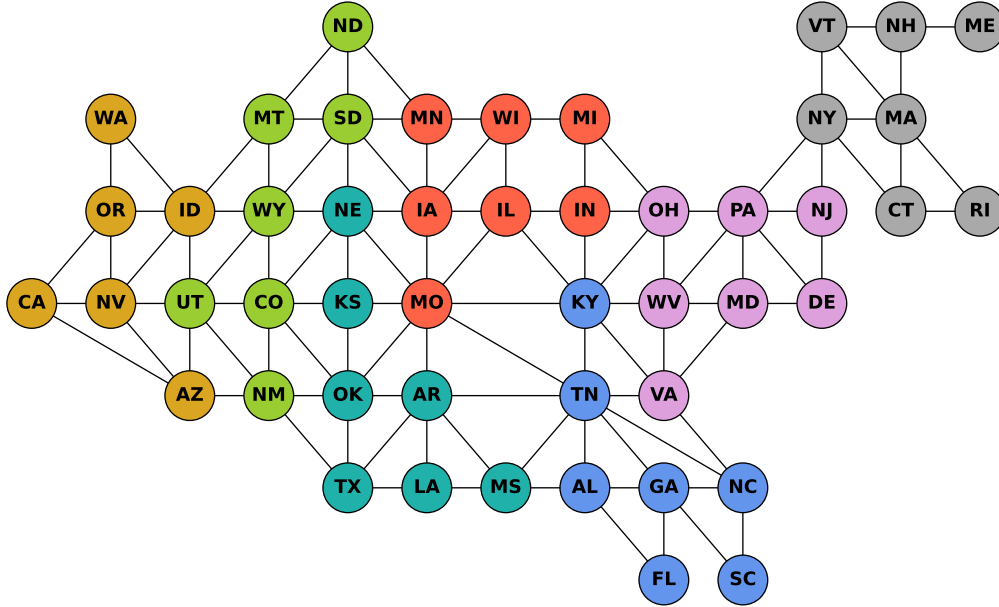 ND VT NH ME
WA MT SD MN WI MI NY MA
OR ID WY NE IA IL IN OH PA NJ CT RI
CA NV UT CO KS MO KY WV MD DE
AZ NM OK AR TN VA
TX LA MS AL GA NC
FL SC